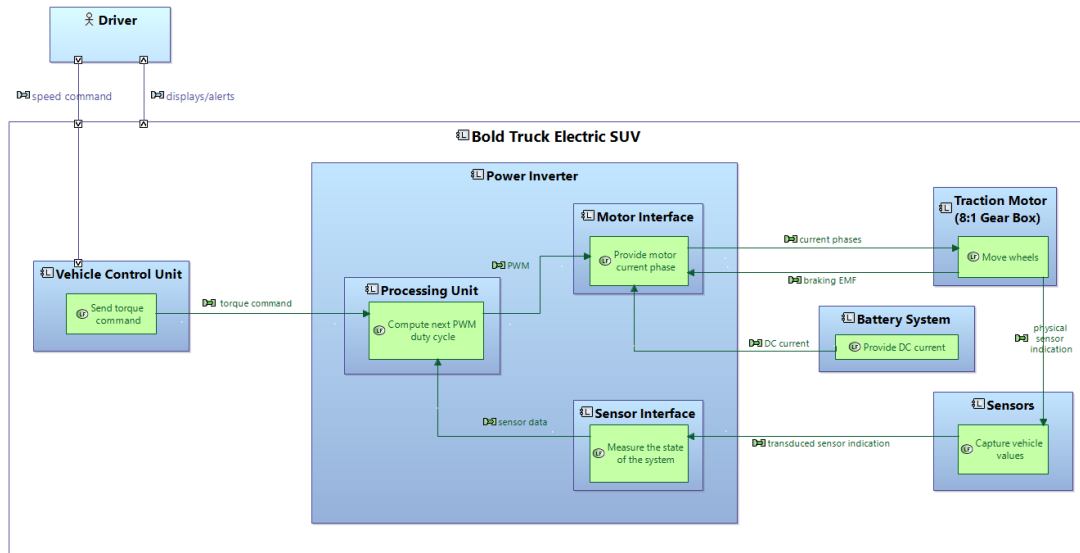 Driver
speed command
displays/alerts
Bold Truck Electric SUV
Power Inverter
Motor Interface
Provide motor
current phase
Traction Motor
(8:1 Gear Box)
Move wheels
current phases
braking EMF
PWM
Vehicle Control Unit
Send torque
command
torque command
Processing Unit
Compute next PWM
duty cycle
Battery System
Provide DC current
DC current
physical
sensor
indication
Sensor Interface
Measure the state
of the system
sensor data
Sensors
Capture vehicle
values
transduced sensor indication